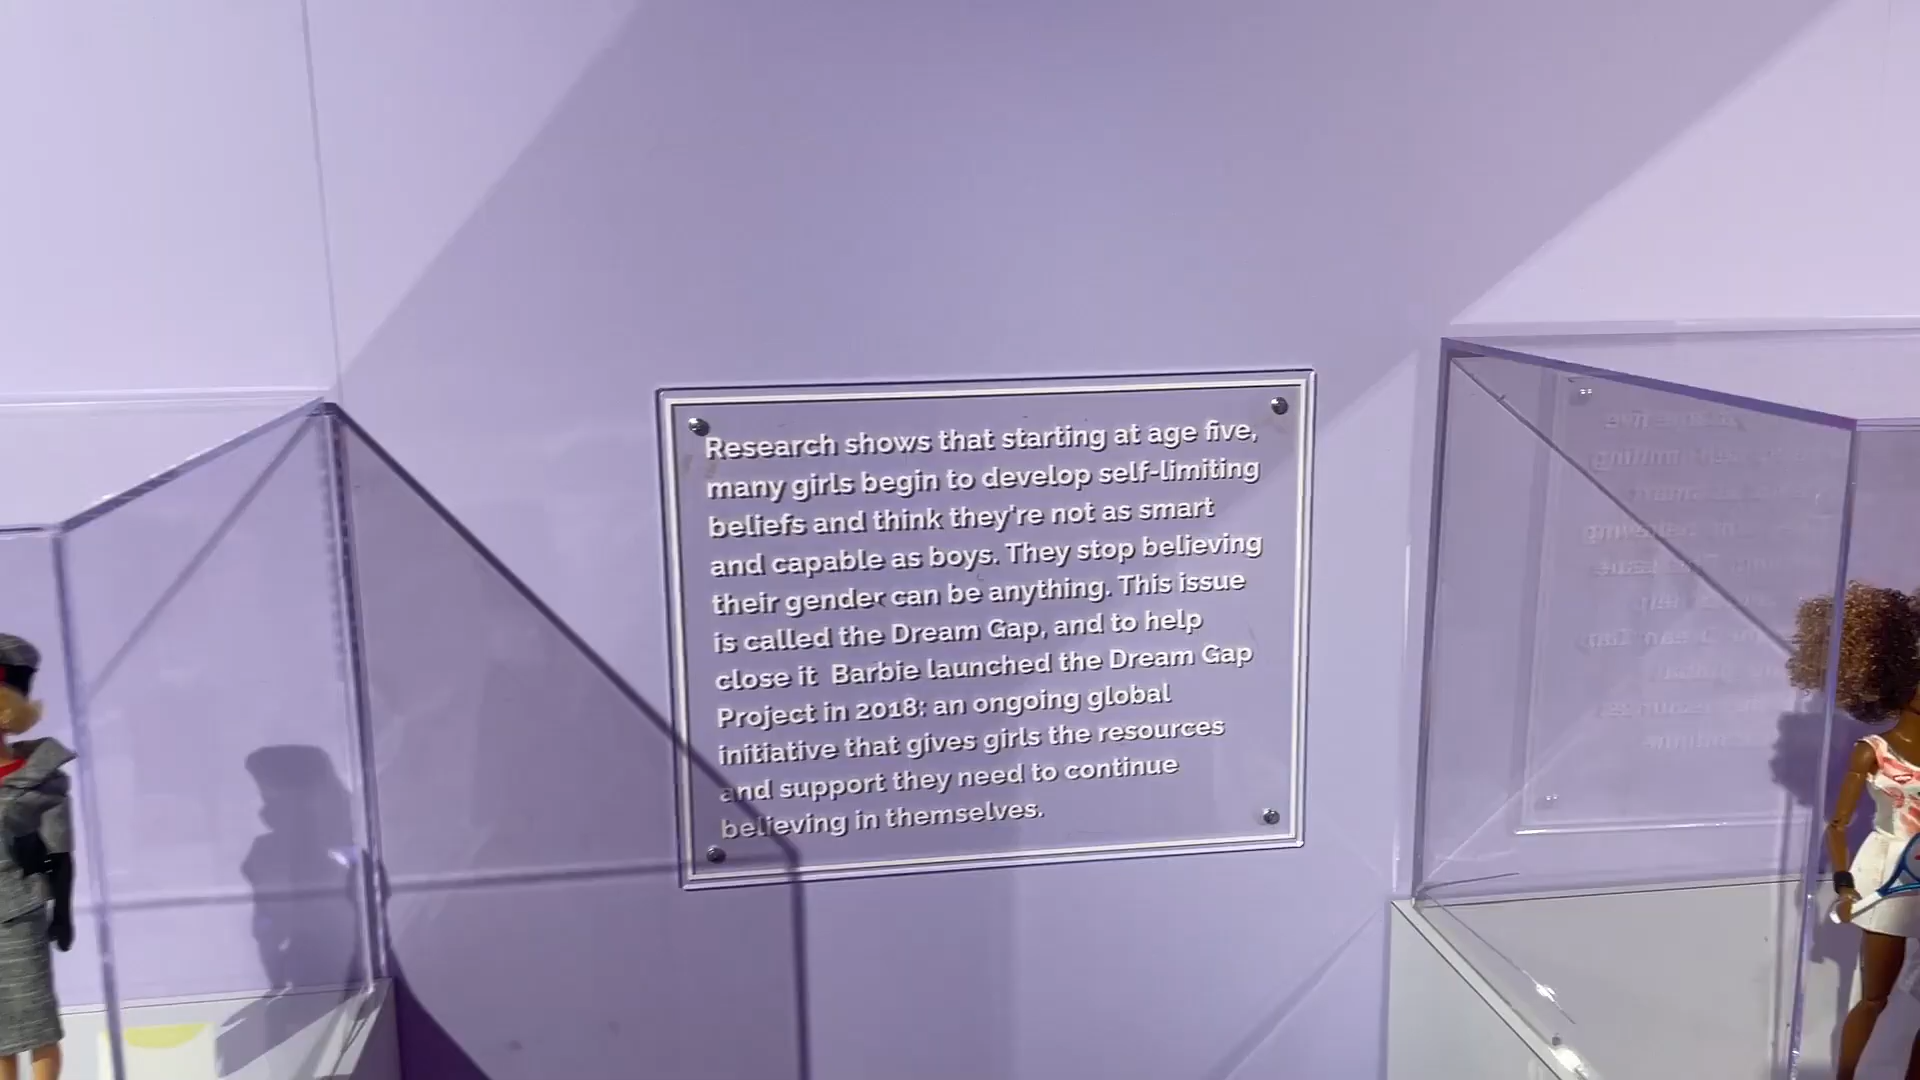 Research shows that starting at age five,
many girls begin to develop self-limiting
beliefs and think they're not as smart
and capable as boys. They stop believing
their gender can be anything. This issue
is called the Dream Gap, and to help
close it Barbie launched the Dream Gap
Project in 2018: an ongoing global
initiative that gives girls the resources
and support they need to continue
believing in themselves.